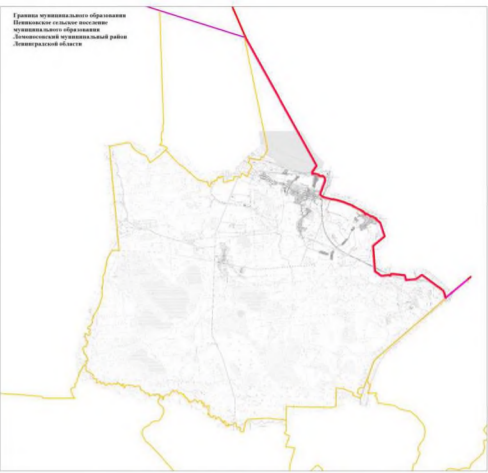 Граница муниципального образования
Пениковское сельское поселение
муниципального образования
Ломоносовский муниципальный район
Ленинградской области